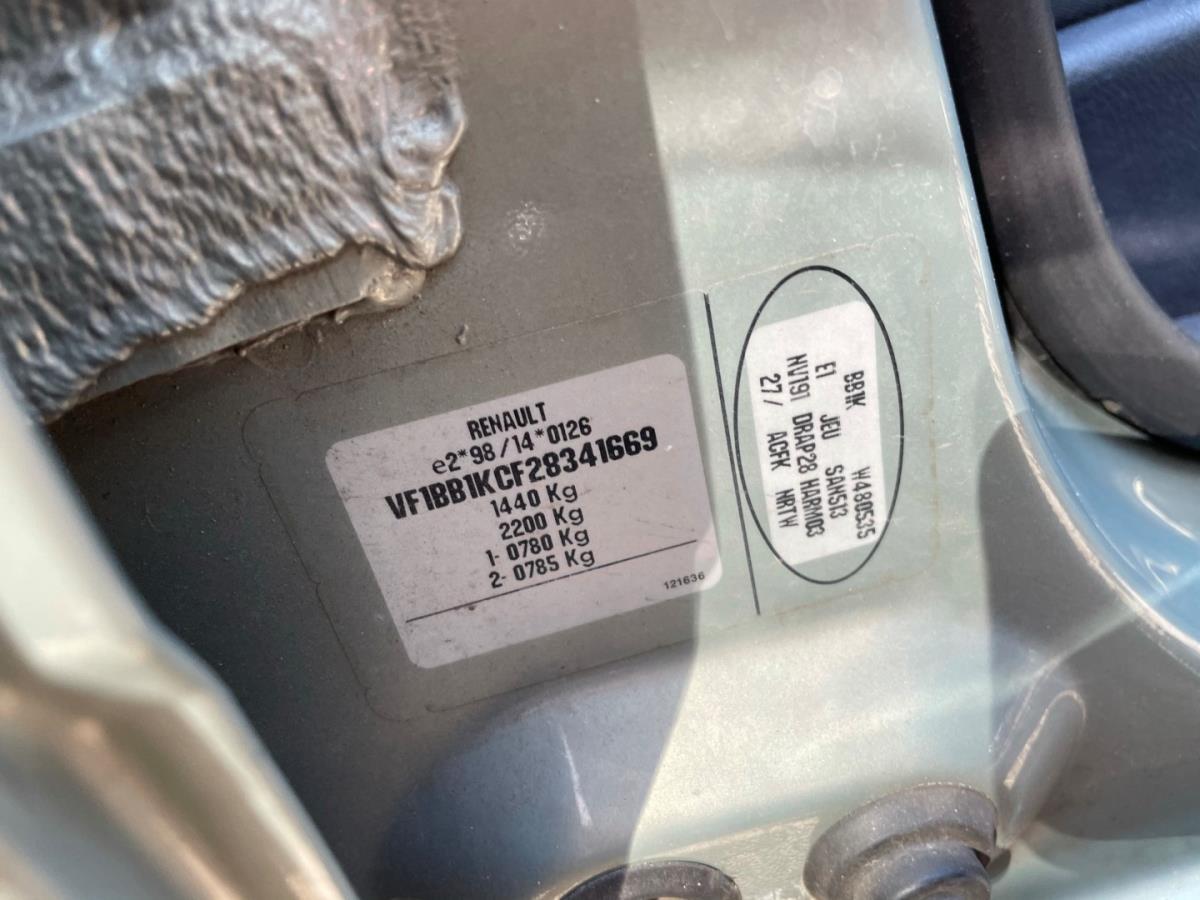 RENAULT
e2*98/14*0126
VF1BB1KCF28341669
1440 Kg
2200 Kg
1- 0780 Kg
2- 0785 Kg
121636
BB1K W480535
E1 JEU SAN513
NV191 DRAP28 HARM03
27/ ACFK NRTW